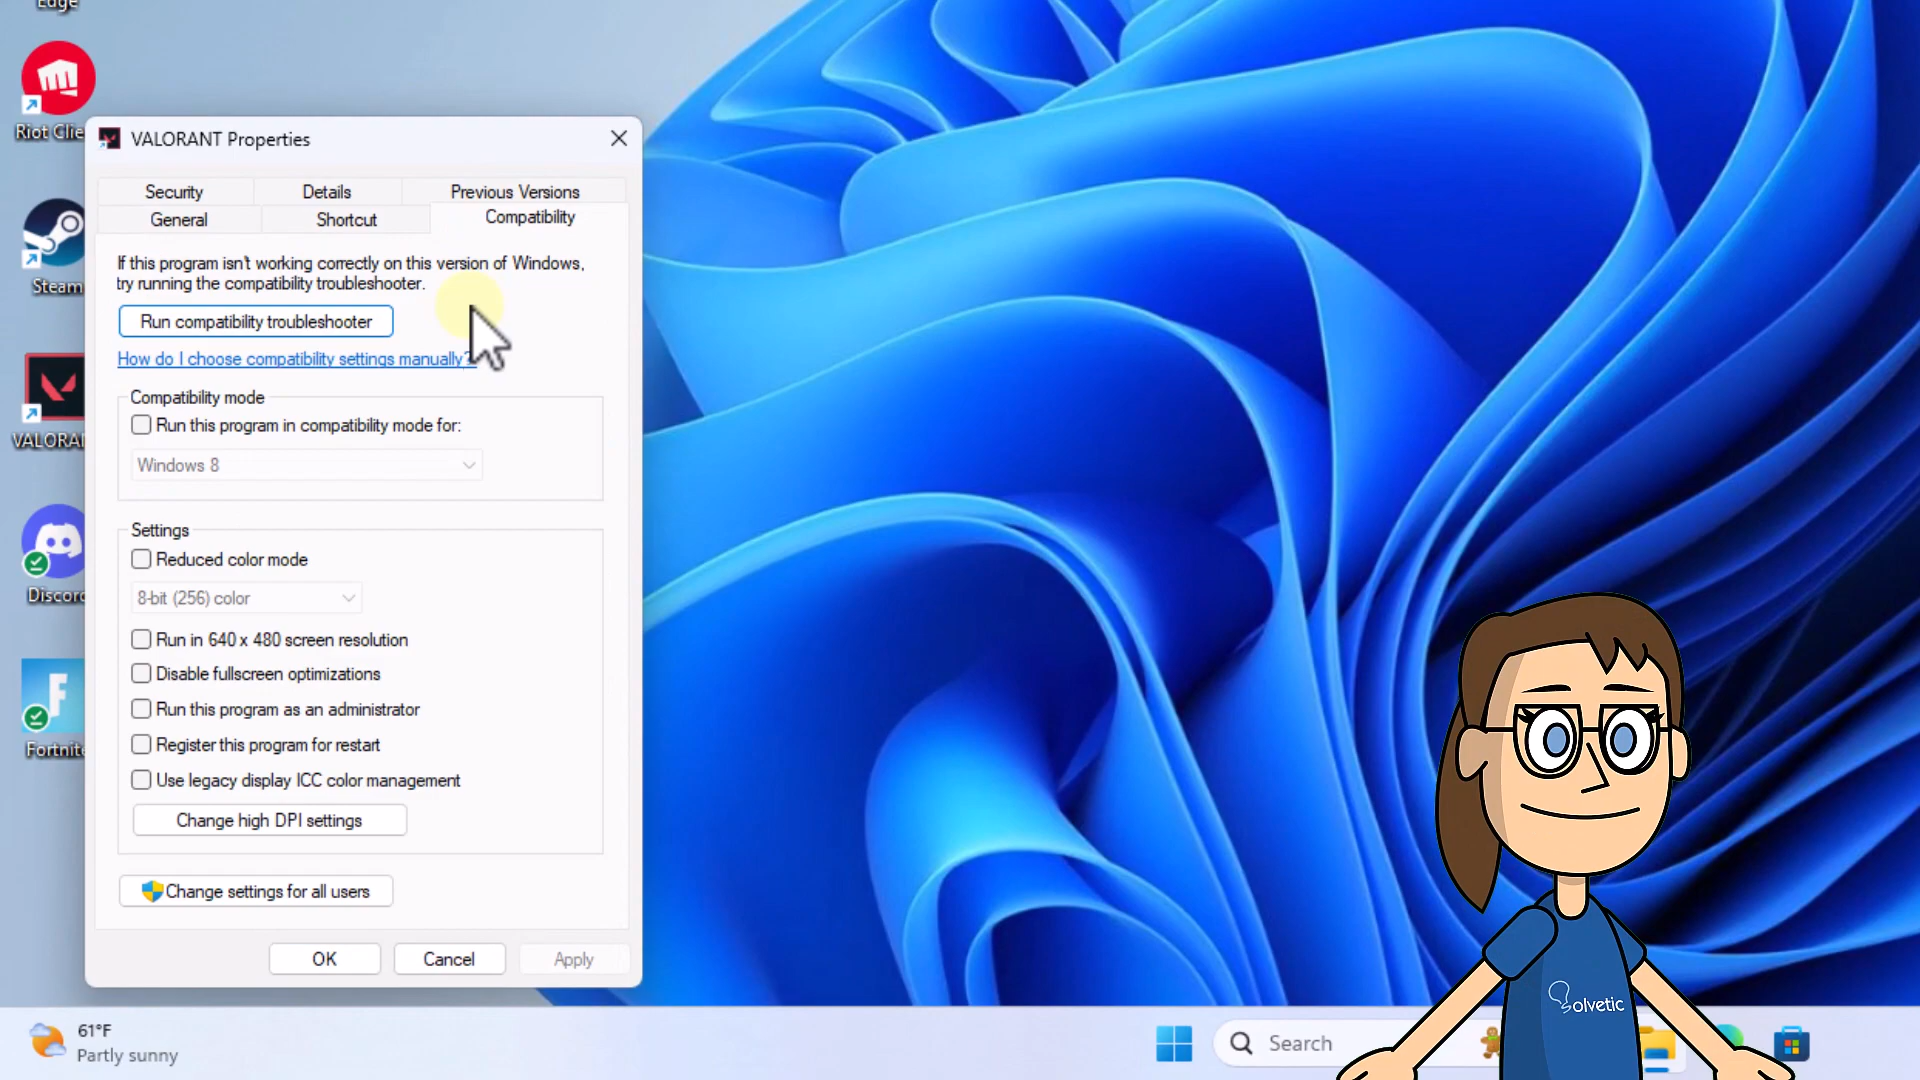 Edge
Riot Clie
Steam
VALORAN
Discord
Fortnite
VALORANT Properties
Security
Details
Previous Versions
General
Shortcut
Compatibility
If this program isn't working correctly on this version of Windows,
try running the compatibility troubleshooter.
Run compatibility troubleshooter
How do I choose compatibility settings manually?
Compatibility mode
Run this program in compatibility mode for:
Windows 8
Settings
Reduced color mode
8-bit (256) color
Run in 640 x 480 screen resolution
Disable fullscreen optimizations
Run this program as an administrator
Register this program for restart
Use legacy display ICC color management
Change high DPI settings
Change settings for all users
OK
Cancel
Apply
61°F
Partly sunny
Search
Solvetic